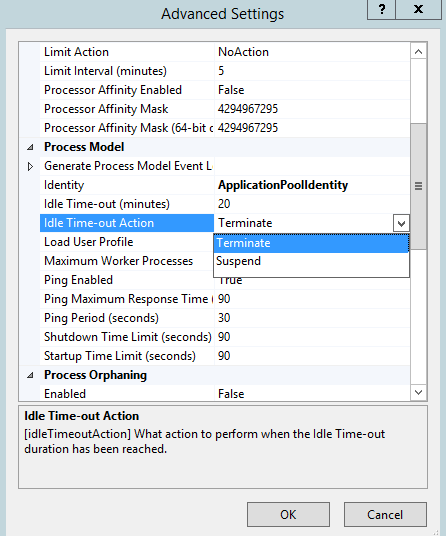 Advanced Settings
? x
Limit Action NoAction
Limit Interval (minutes) 5
Processor Affinity Enabled False
Processor Affinity Mask 4294967295
Processor Affinity Mask (64-bit c 4294967295
Process Model
Generate Process Model Event L
Identity ApplicationPoolIdentity
Idle Time-out (minutes) 20
Idle Time-out Action Terminate
Load User Profile Terminate
Maximum Worker Processes Suspend
Ping Enabled True
Ping Maximum Response Time ( 90
Ping Period (seconds) 30
Shutdown Time Limit (seconds) 90
Startup Time Limit (seconds) 90
Process Orphaning
Enabled False
Idle Time-out Action
[idleTimeoutAction] What action to perform when the Idle Time-out
duration has been reached.
OK Cancel